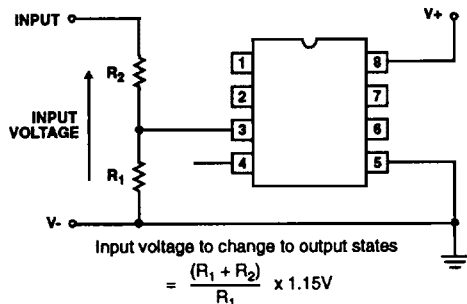 INPUT
V+
R2
INPUT
VOLTAGE
R1
V-
1
2
3
4
8
7
6
5
Input voltage to change to output states
= (R1 + R2) / R1 x 1.15V